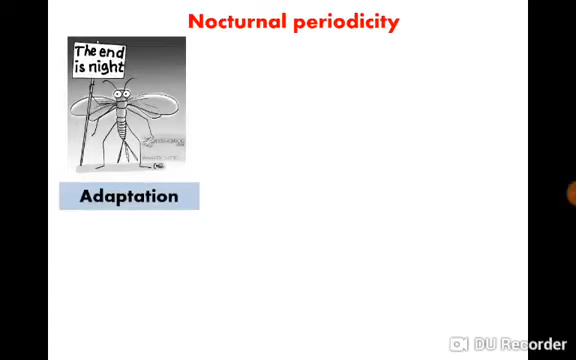 Nocturnal periodicity
The end
is night
Adaptation
DU Recorder